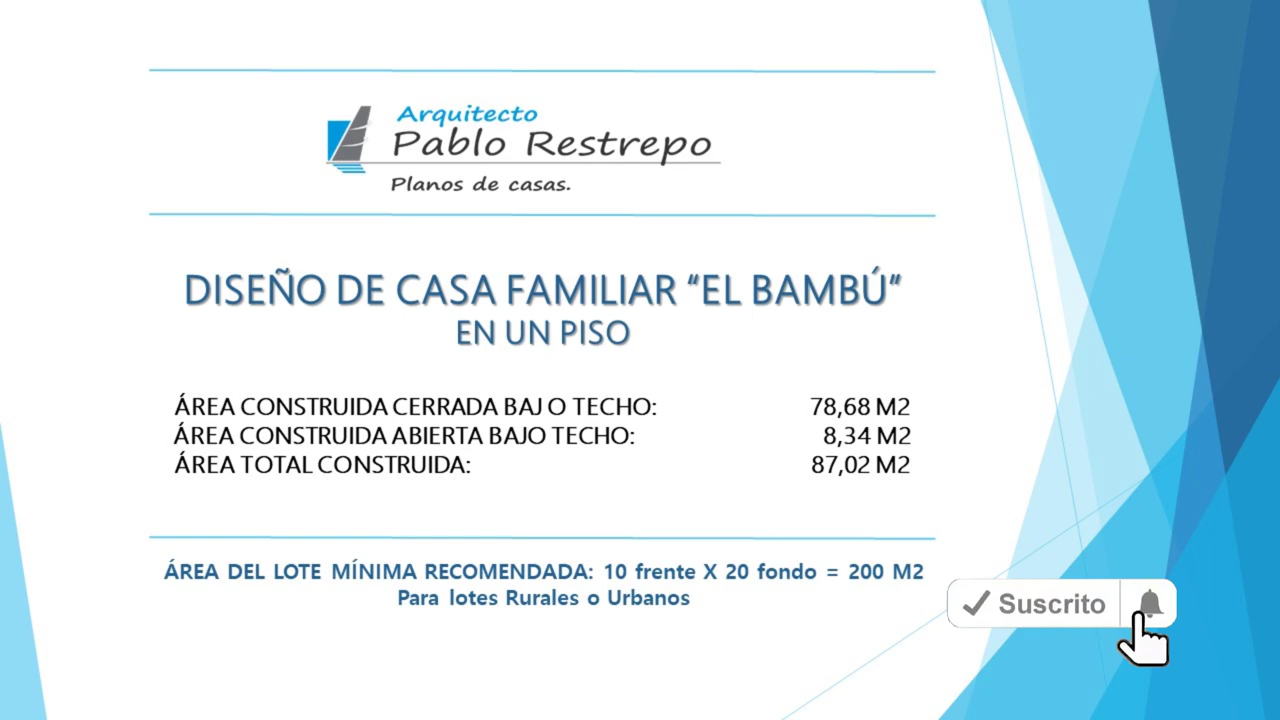 Arquitecto
Pablo Restrepo
Planos de casas.
DISEÑO DE CASA FAMILIAR “EL BAMBÚ”
EN UN PISO
ÁREA CONSTRUIDA CERRADA BAJO TECHO: 78,68 M2
ÁREA CONSTRUIDA ABIERTA BAJO TECHO: 8,34 M2
ÁREA TOTAL CONSTRUIDA: 87,02 M2
ÁREA DEL LOTE MÍNIMA RECOMENDADA: 10 frente X 20 fondo = 200 M2
Para lotes Rurales o Urbanos
Suscrito